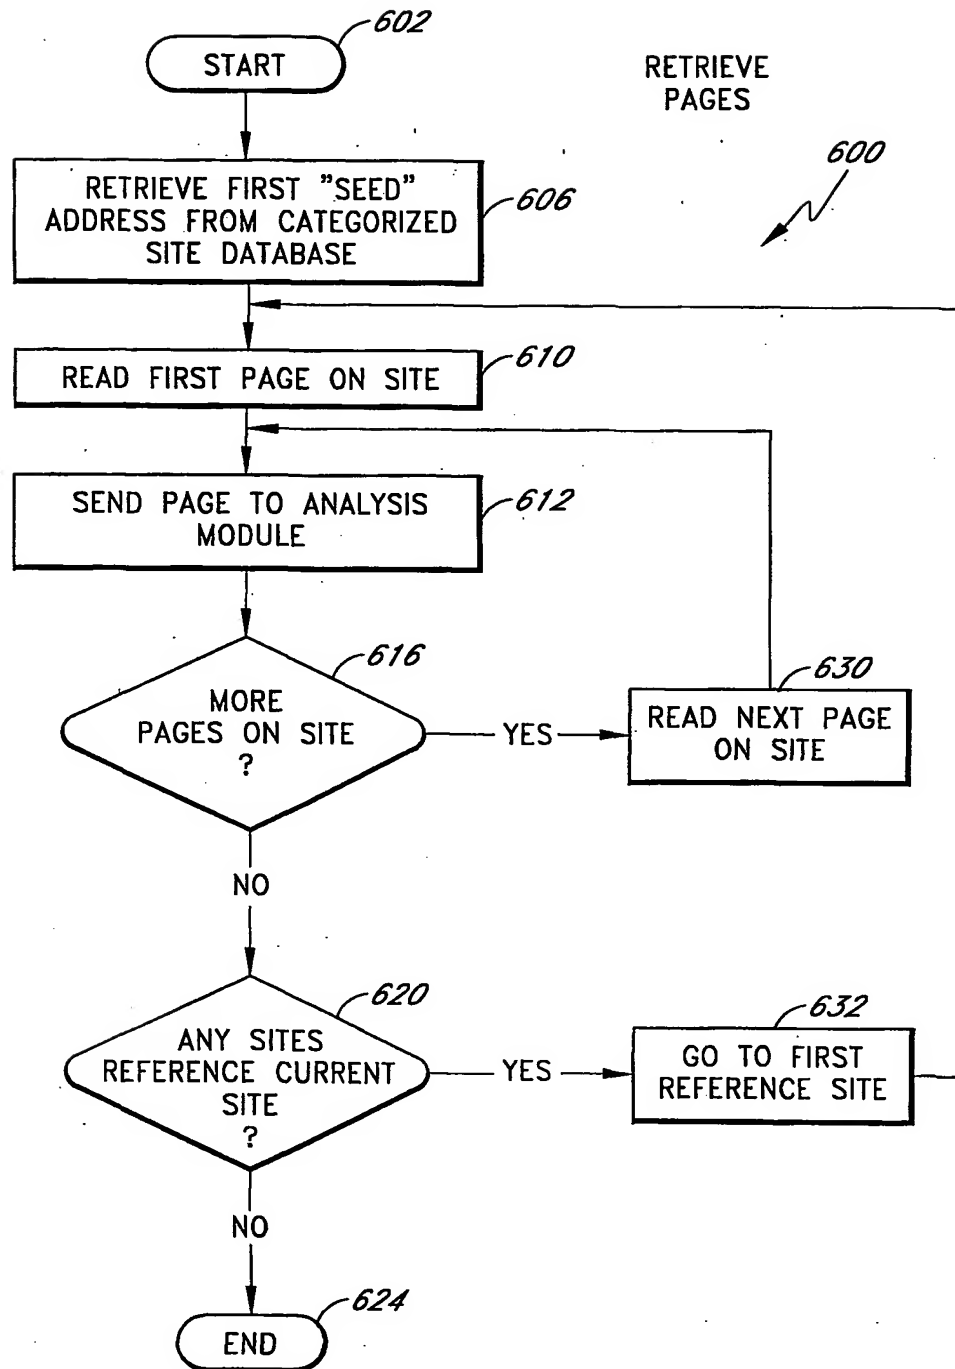 602
START
RETRIEVE
PAGES
600
RETRIEVE FIRST "SEED"
ADDRESS FROM CATEGORIZED
SITE DATABASE
606
READ FIRST PAGE ON SITE
610
SEND PAGE TO ANALYSIS
MODULE
612
MORE
PAGES ON SITE
?
616
YES
630
READ NEXT PAGE
ON SITE
NO
ANY SITES
REFERENCE CURRENT
SITE
?
620
YES
632
GO TO FIRST
REFERENCE SITE
NO
END
624